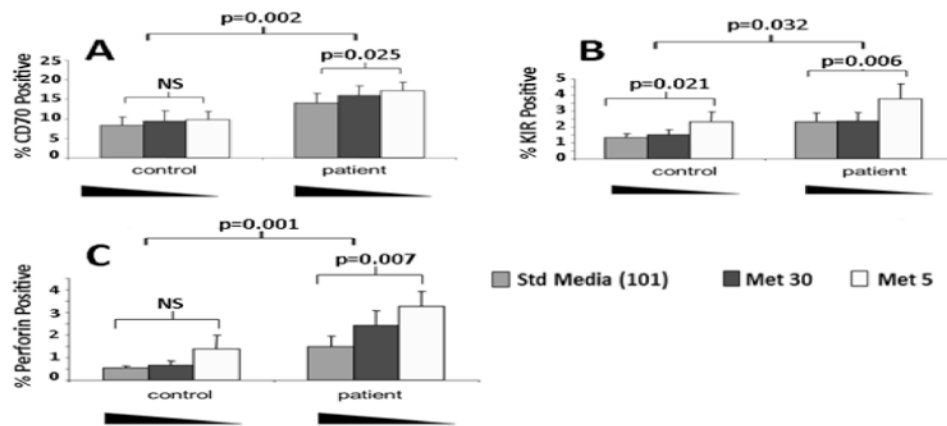 A
p=0.002
p=0.025
NS
% CD70 Positive
25
20
15
10
5
0
control
patient
B
p=0.032
p=0.006
p=0.021
% KIR Positive
5
4
3
2
1
0
control
patient
C
p=0.001
p=0.007
NS
% Perforin Positive
4
3
2
1
0
control
patient
Std Media (101) Met 30 Met 5